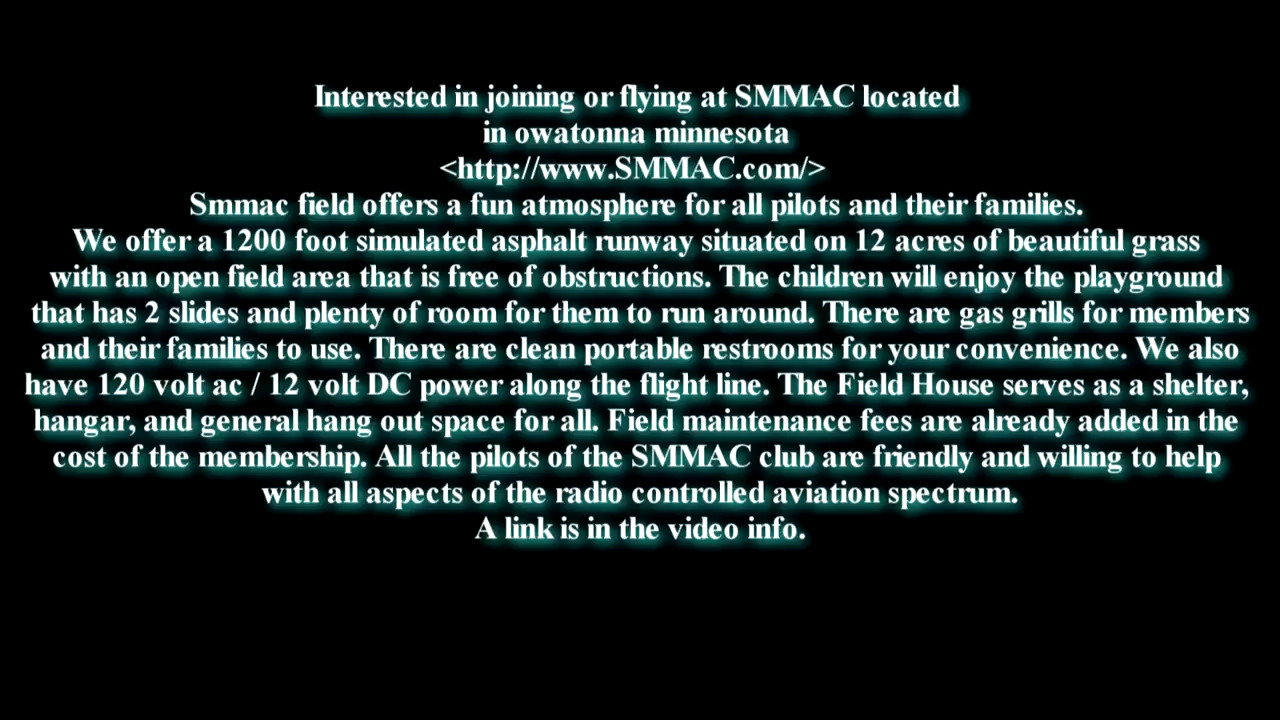 Interested in joining or flying at SMMAC located
in owatonna minnesota
<http://www.SMMAC.com/>
Smmac field offers a fun atmosphere for all pilots and their families.
We offer a 1200 foot simulated asphalt runway situated on 12 acres of beautiful grass
with an open field area that is free of obstructions. The children will enjoy the playground
that has 2 slides and plenty of room for them to run around. There are gas grills for members
and their families to use. There are clean portable restrooms for your convenience. We also
have 120 volt ac / 12 volt DC power along the flight line. The Field House serves as a shelter,
hangar, and general hang out space for all. Field maintenance fees are already added in the
cost of the membership. All the pilots of the SMMAC club are friendly and willing to help
with all aspects of the radio controlled aviation spectrum.
A link is in the video info.